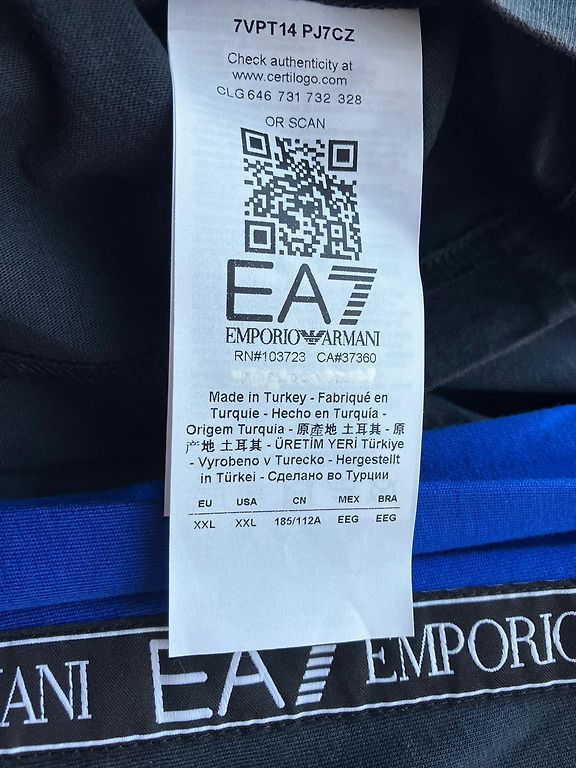 7VPT14 PJ7CZ
Check authenticity at
www.certilogo.com
CLG 646 731 732 328
OR SCAN
EA7
EMPORIO ARMANI
RN#103723 CA#37360
Made in Turkey - Fabriqué en
Turquie - Hecho en Turquía -
Origem Turquia - 原產地 土耳其 - 原
产地 土耳其 - ÜRETİM YERİ Türkiye
- Vyrobeno v Turecko - Hergestellt
in Türkei - Сделано во Турции
EU USA CN MEX BRA
XXL XXL 185/112A EEG EEG
ANI EA7 EMPORIO